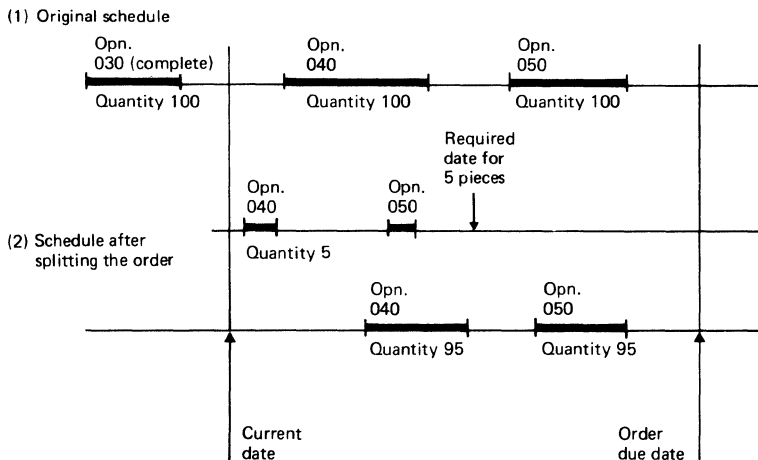 (1) Original schedule
Opn.
030 (complete)
Quantity 100
Opn.
040
Quantity 100
Opn.
050
Quantity 100
Required
date for
5 pieces
(2) Schedule after
splitting the order
Opn.
040
Quantity 5
Opn.
050
Opn.
040
Quantity 95
Opn.
050
Quantity 95
Current
date
Order
due date